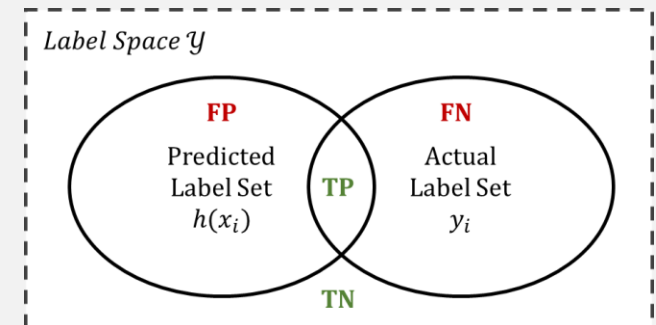 Label Space 𝒴
FP
Predicted
Label Set
h(xᵢ)
TP
FN
Actual
Label Set
yᵢ
TN